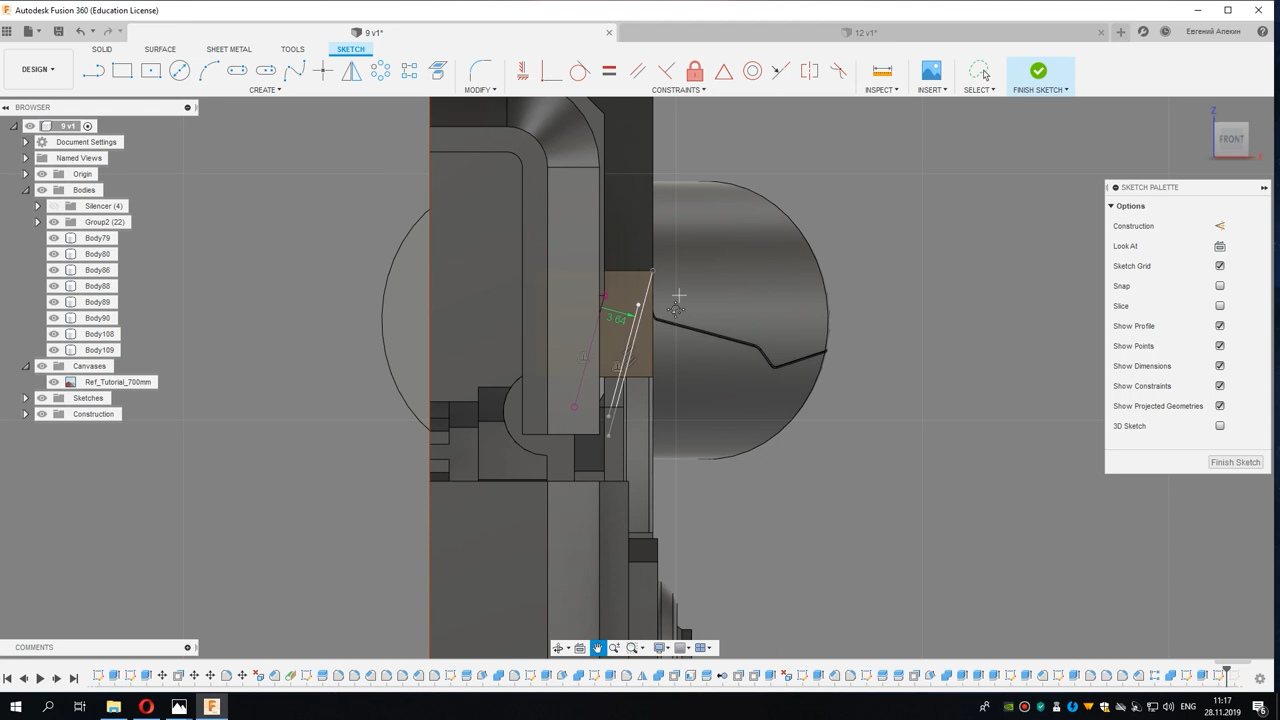 Autodesk Fusion 360 (Education License)
9 v1*
12 v1*
Евгений Апекин
DESIGN
SOLID
SURFACE
SHEET METAL
TOOLS
SKETCH
CREATE
MODIFY
CONSTRAINTS
INSPECT
INSERT
SELECT
FINISH SKETCH
BROWSER
9 v1
Document Settings
Named Views
Origin
Bodies
Silencer (4)
Group2 (22)
Body79
Body80
Body86
Body88
Body89
Body90
Body108
Body109
Canvases
Ref_Tutorial_700mm
Sketches
Construction
3.64
Z
FRONT
X
SKETCH PALETTE
Options
Construction
Look At
Sketch Grid
Snap
Slice
Show Profile
Show Points
Show Dimensions
Show Constraints
Show Projected Geometries
3D Sketch
Finish Sketch
COMMENTS
ENG
11:17
28.11.2019
6